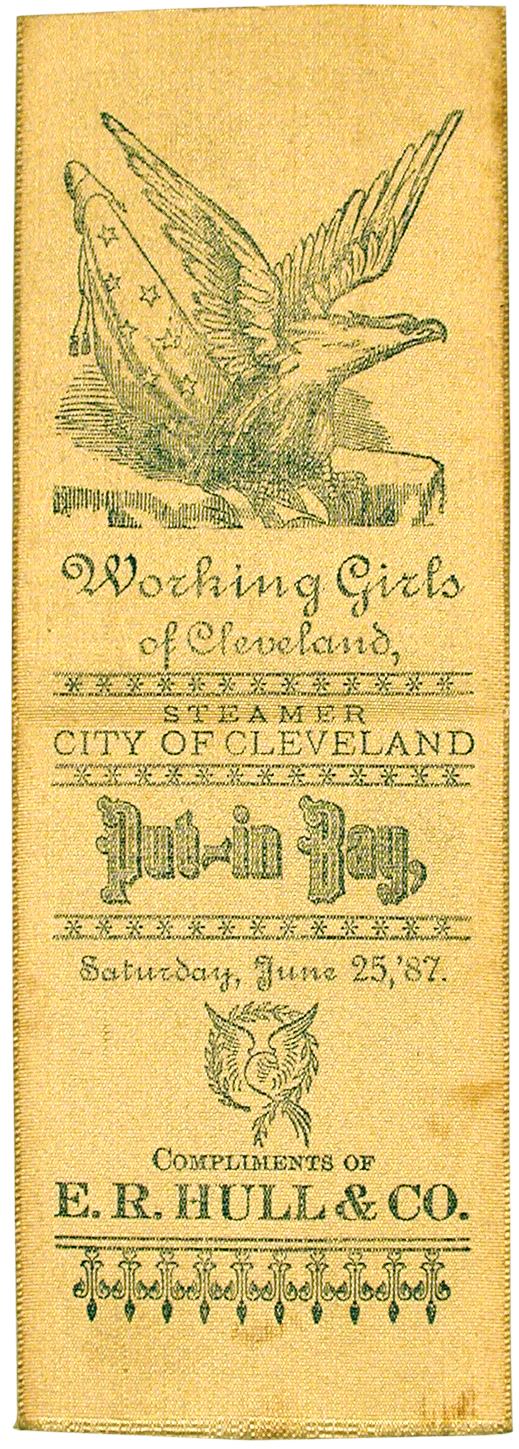 Working Girls
of Cleveland,
STEAMER
CITY OF CLEVELAND
Put-in Bay,
Saturday, June 25,'87.
COMPLIMENTS OF
E. R. HULL & CO.